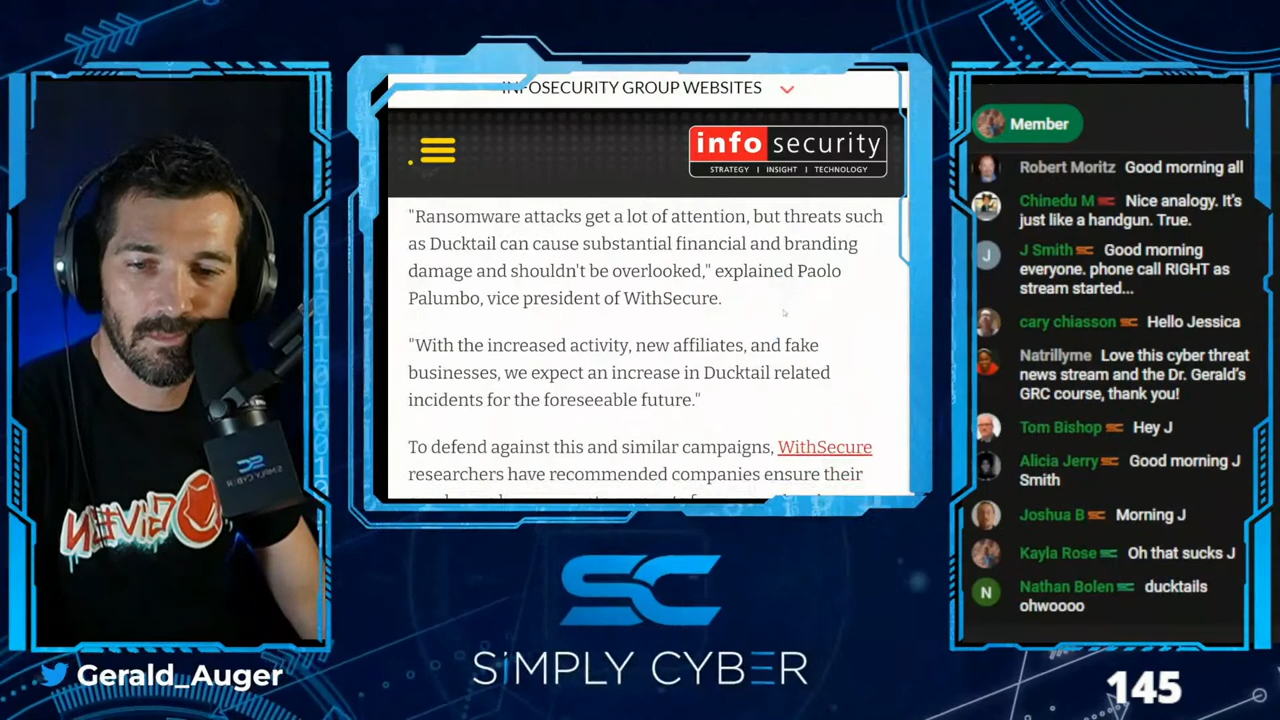 INFOSECURITY GROUP WEBSITES
info security
STRATEGY | INSIGHT | TECHNOLOGY
"Ransomware attacks get a lot of attention, but threats such
as Ducktail can cause substantial financial and branding
damage and shouldn't be overlooked," explained Paolo
Palumbo, vice president of WithSecure.
"With the increased activity, new affiliates, and fake
businesses, we expect an increase in Ducktail related
incidents for the foreseeable future."
To defend against this and similar campaigns, WithSecure
researchers have recommended companies ensure their
Member
Robert Moritz Good morning all
Chinedu M Nice analogy. It's
just like a handgun. True.
J
J Smith Good morning
everyone. phone call RIGHT as
stream started...
cary chiasson Hello Jessica
Natrillyme Love this cyber threat
news stream and the Dr. Gerald's
GRC course, thank you!
Tom Bishop Hey J
Alicia Jerry Good morning J
Smith
Joshua B Morning J
Kayla Rose Oh that sucks J
N
Nathan Bolen ducktails
ohwoooo
SIMPLY CYBER
SC
SIMPLY CYBER
Gerald_Auger
145